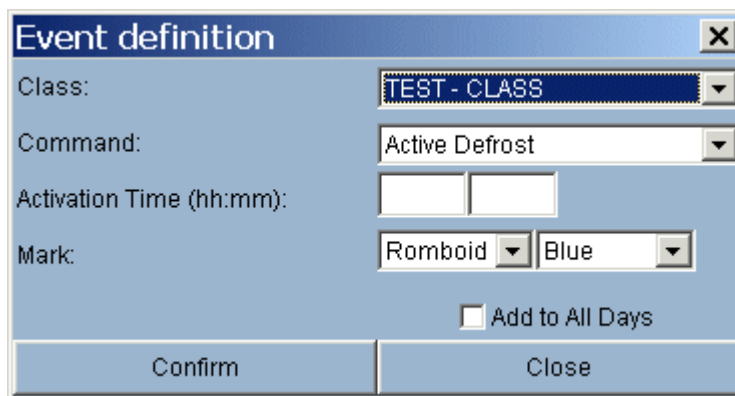 Event definition
Class: TEST - CLASS
Command: Active Defrost
Activation Time (hh:mm):
Mark: Romboid Blue
Add to All Days
Confirm Close